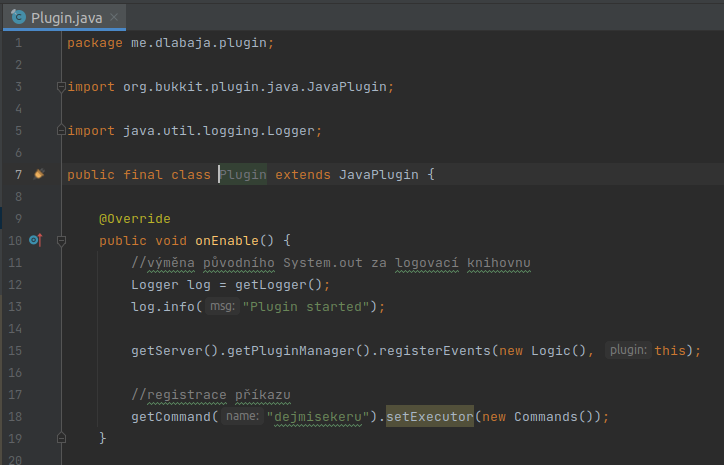 Plugin.java
1 package me.dlabaja.plugin;
2
3 import org.bukkit.plugin.java.JavaPlugin;
4
5 import java.util.logging.Logger;
6
7 public final class Plugin extends JavaPlugin {
8
9 @Override
10 public void onEnable() {
11 //výměna původního System.out za logovací knihovnu
12 Logger log = getLogger();
13 log.info( msg: "Plugin started");
14
15 getServer().getPluginManager().registerEvents(new Logic(), plugin: this);
16
17 //registrace příkazu
18 getCommand( name: "dejmisekeru").setExecutor(new Commands());
19 }
20